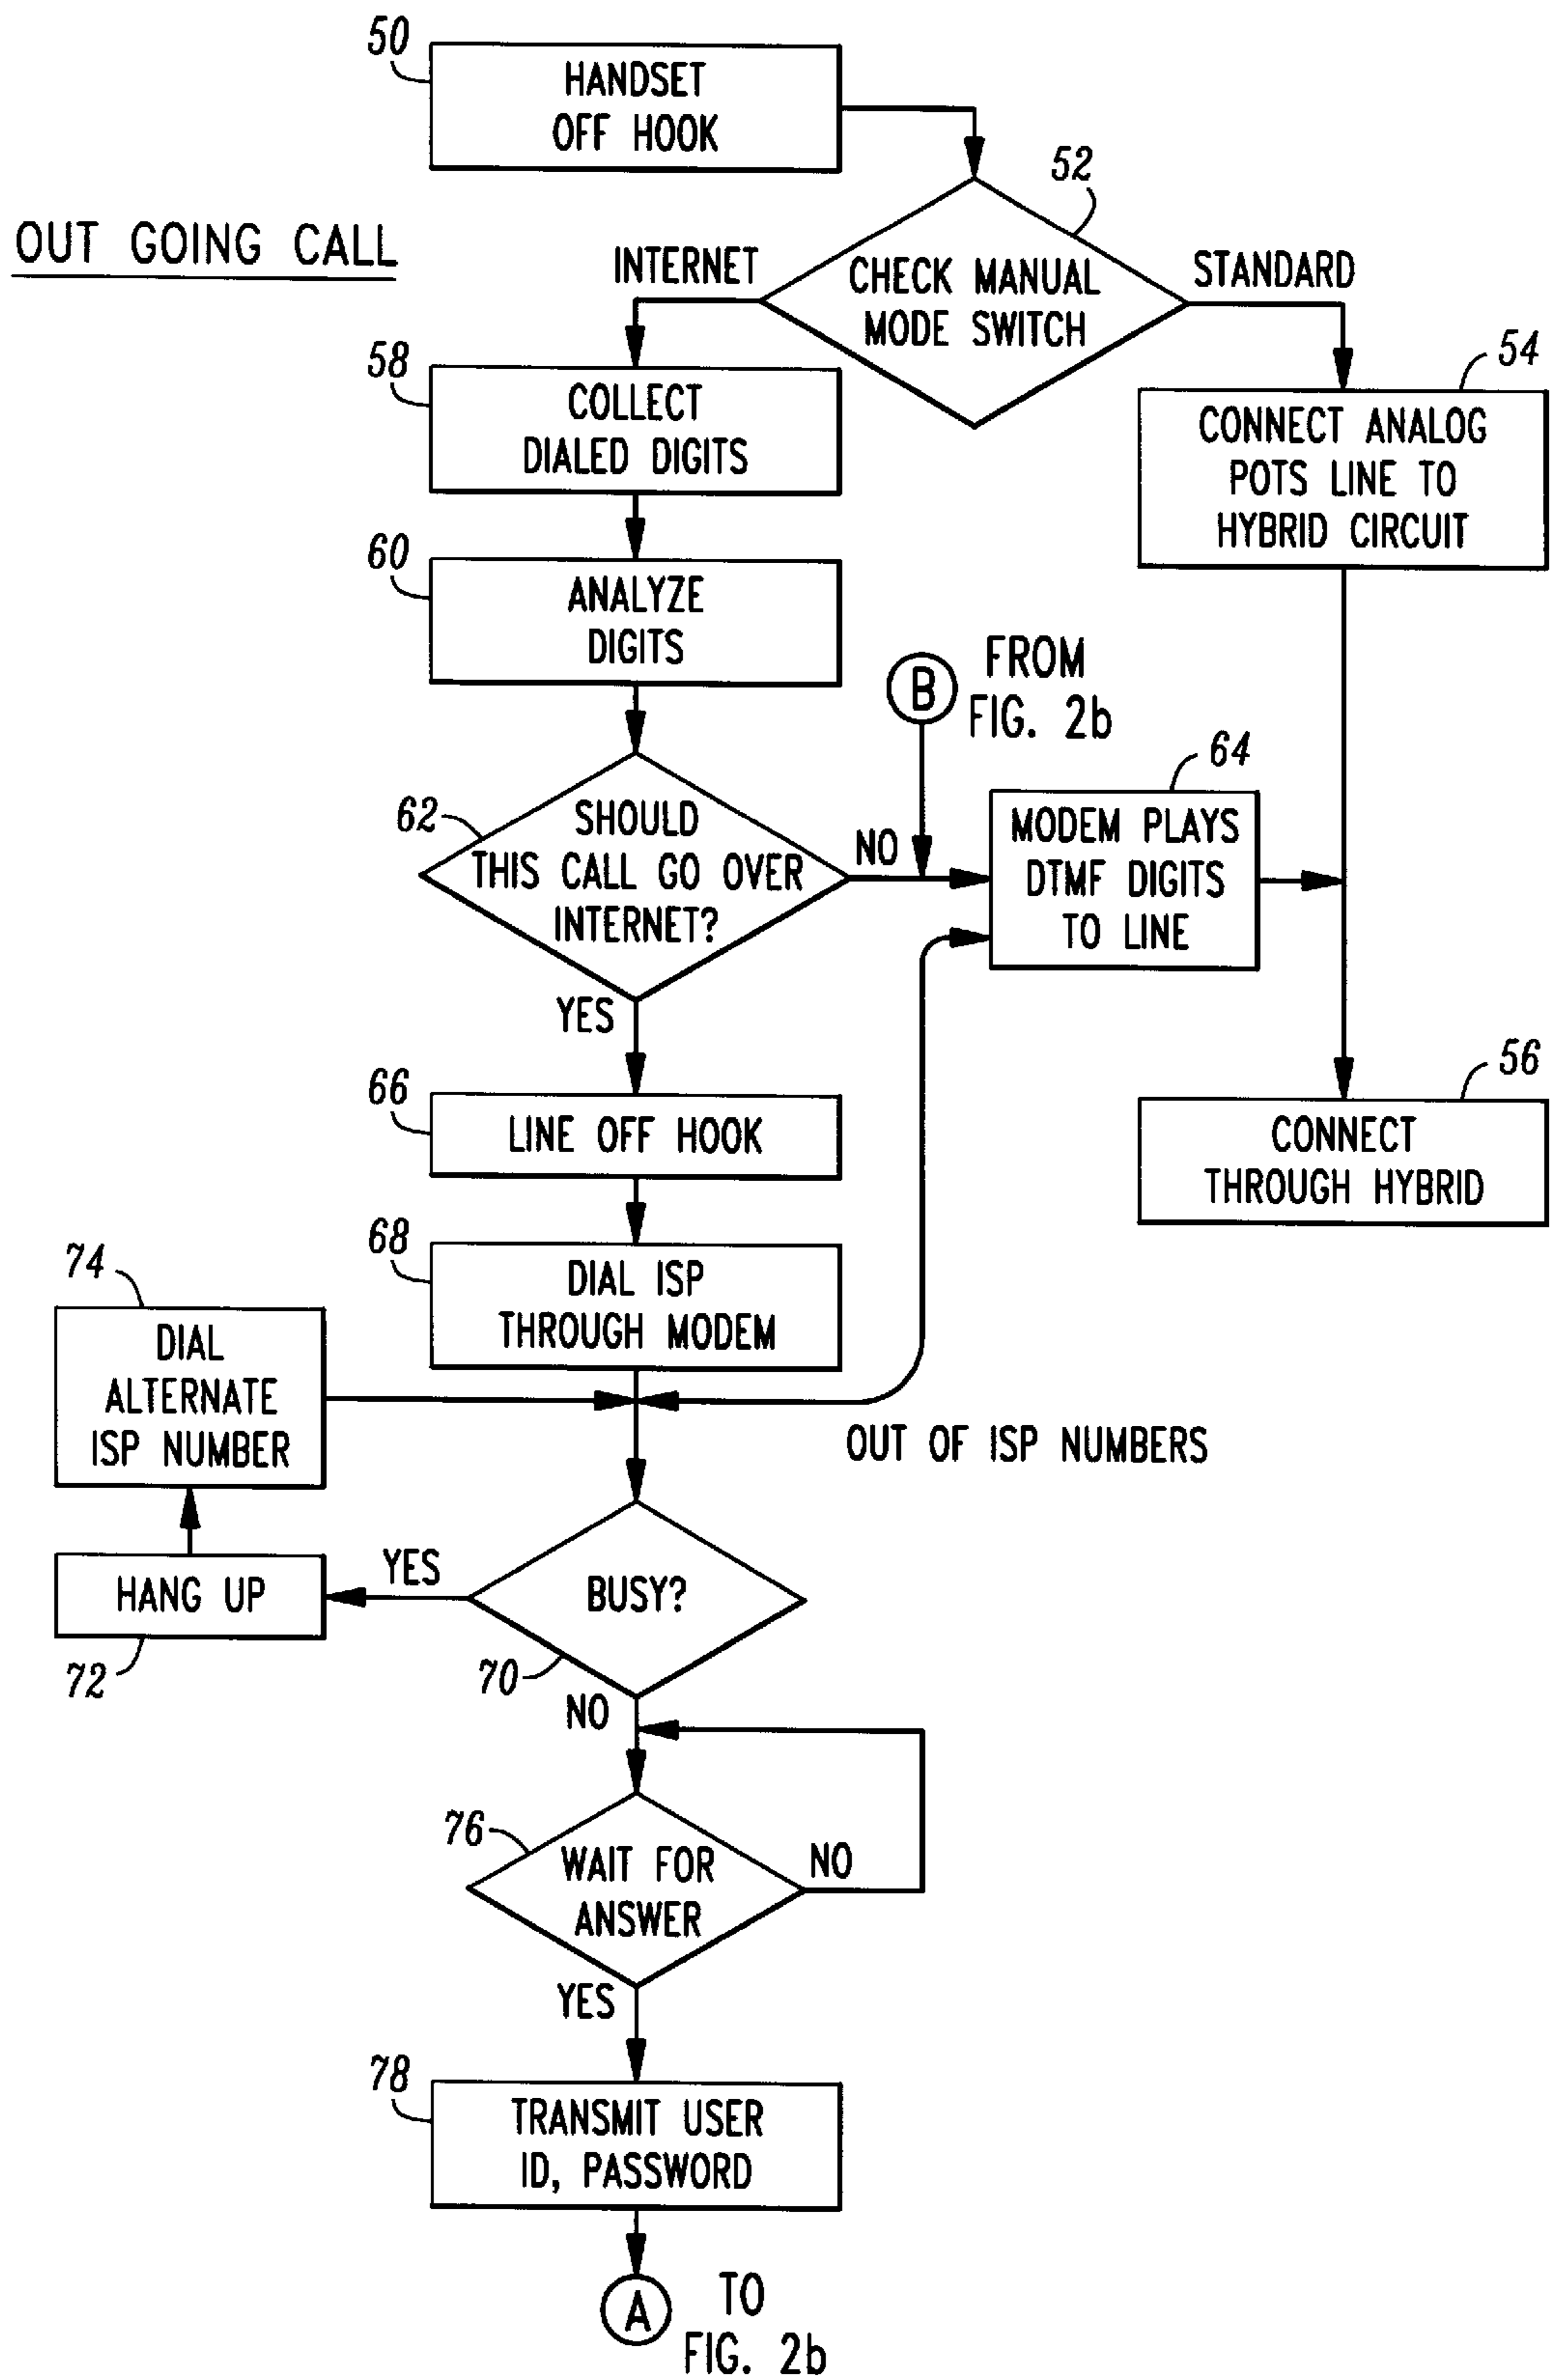 50
HANDSET
OFF HOOK
52
OUT GOING CALL
INTERNET
CHECK MANUAL
MODE SWITCH
STANDARD
58
COLLECT
DIALED DIGITS
54
CONNECT ANALOG
POTS LINE TO
HYBRID CIRCUIT
60
ANALYZE
DIGITS
B
FROM
FIG. 2b
62
SHOULD
THIS CALL GO OVER
INTERNET?
NO
64
MODEM PLAYS
DTMF DIGITS
TO LINE
YES
66
LINE OFF HOOK
56
CONNECT
THROUGH HYBRID
68
DIAL ISP
THROUGH MODEM
74
DIAL
ALTERNATE
ISP NUMBER
OUT OF ISP NUMBERS
YES
HANG UP
72
BUSY?
70
NO
76
WAIT FOR
ANSWER
NO
YES
78
TRANSMIT USER
ID, PASSWORD
A
TO
FIG. 2b